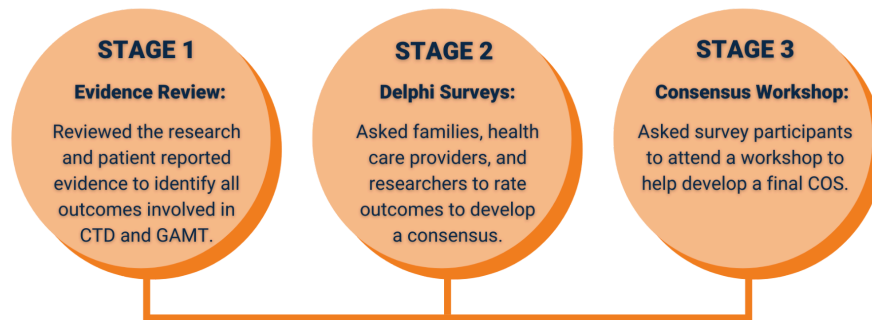 STAGE 1
Evidence Review:
Reviewed the research
and patient reported
evidence to identify all
outcomes involved in
CTD and GAMT.
STAGE 2
Delphi Surveys:
Asked families, health
care providers, and
researchers to rate
outcomes to develop
a consensus.
STAGE 3
Consensus Workshop:
Asked survey participants
to attend a workshop to
help develop a final COS.